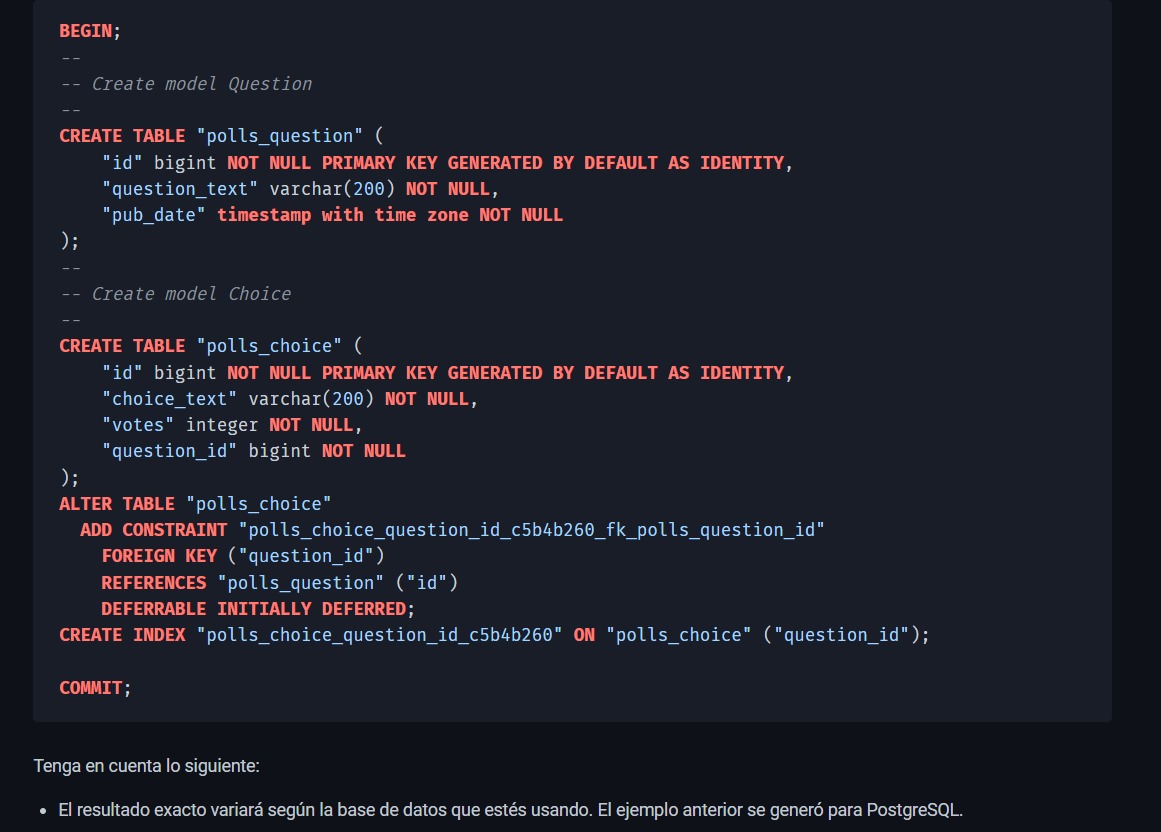 BEGIN;
--
-- Create model Question
--
CREATE TABLE "polls_question" (
    "id" bigint NOT NULL PRIMARY KEY GENERATED BY DEFAULT AS IDENTITY,
    "question_text" varchar(200) NOT NULL,
    "pub_date" timestamp with time zone NOT NULL
);
--
-- Create model Choice
--
CREATE TABLE "polls_choice" (
    "id" bigint NOT NULL PRIMARY KEY GENERATED BY DEFAULT AS IDENTITY,
    "choice_text" varchar(200) NOT NULL,
    "votes" integer NOT NULL,
    "question_id" bigint NOT NULL
);
ALTER TABLE "polls_choice"
  ADD CONSTRAINT "polls_choice_question_id_c5b4b260_fk_polls_question_id"
    FOREIGN KEY ("question_id")
    REFERENCES "polls_question" ("id")
    DEFERRABLE INITIALLY DEFERRED;
CREATE INDEX "polls_choice_question_id_c5b4b260" ON "polls_choice" ("question_id");
COMMIT;
Tenga en cuenta lo siguiente:
• El resultado exacto variará según la base de datos que estés usando. El ejemplo anterior se generó para PostgreSQL.